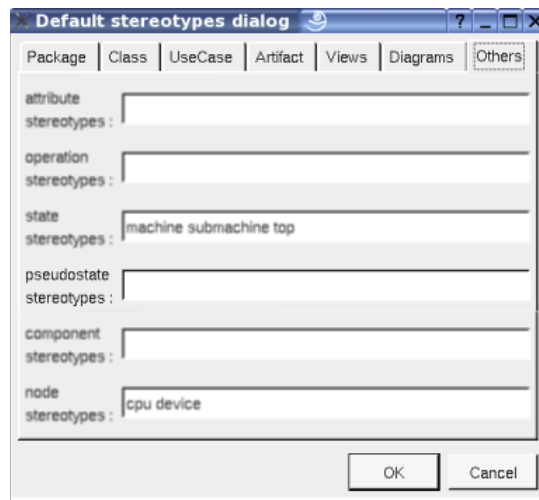 Default stereotypes dialog ?
Package Class UseCase Artifact Views Diagrams Others
attribute
stereotypes :
operation
stereotypes :
state
stereotypes : machine submachine top
pseudostate
stereotypes :
component
stereotypes :
node
stereotypes : cpu device
OK Cancel